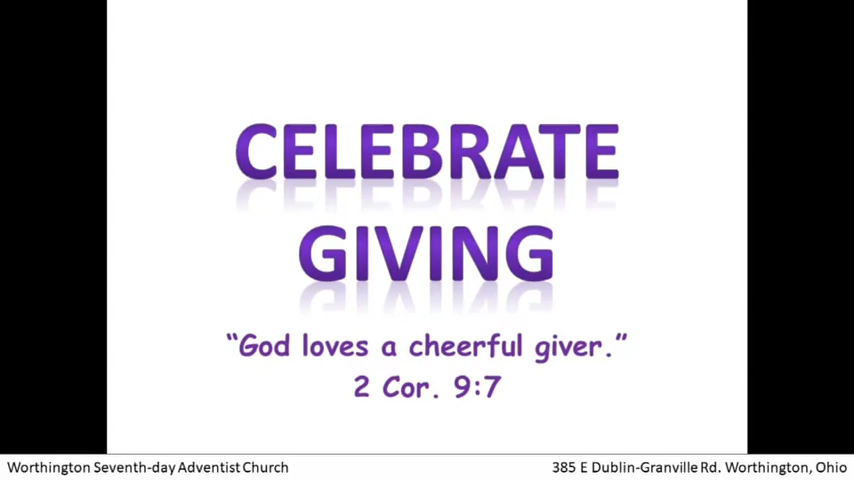 CELEBRATE
GIVING
“God loves a cheerful giver.”
2 Cor. 9:7
Worthington Seventh-day Adventist Church
385 E Dublin-Granville Rd. Worthington, Ohio